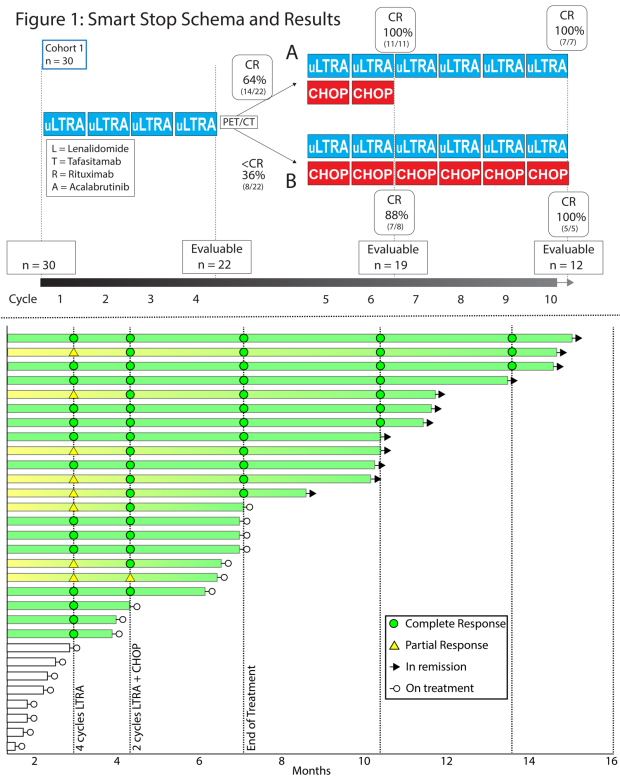 Figure 1: Smart Stop Schema and Results
Cohort 1
n = 30
uLTRA uLTRA uLTRA uLTRA
PET/CT
L = Lenalidomide
T = Tafasitamab
R = Rituximab
A = Acalabrutinib
CR
64%
(14/22)
<CR
36%
(8/22)
A
CR
100%
(11/11)
CR
100%
(7/7)
uLTRA uLTRA uLTRA uLTRA uLTRA uLTRA
CHOP CHOP
uLTRA uLTRA uLTRA uLTRA uLTRA uLTRA
B
CHOP CHOP CHOP CHOP CHOP CHOP
CR
88%
(7/8)
CR
100%
(5/5)
n = 30
Evaluable
n = 22
Evaluable
n = 19
Evaluable
n = 12
Cycle 1 2 3 4 5 6 7 8 9 10
4 cycles LTRA
2 cycles LTRA + CHOP
End of Treatment
Complete Response
Partial Response
In remission
On treatment
2 4 6 8 10 12 14 16
Months